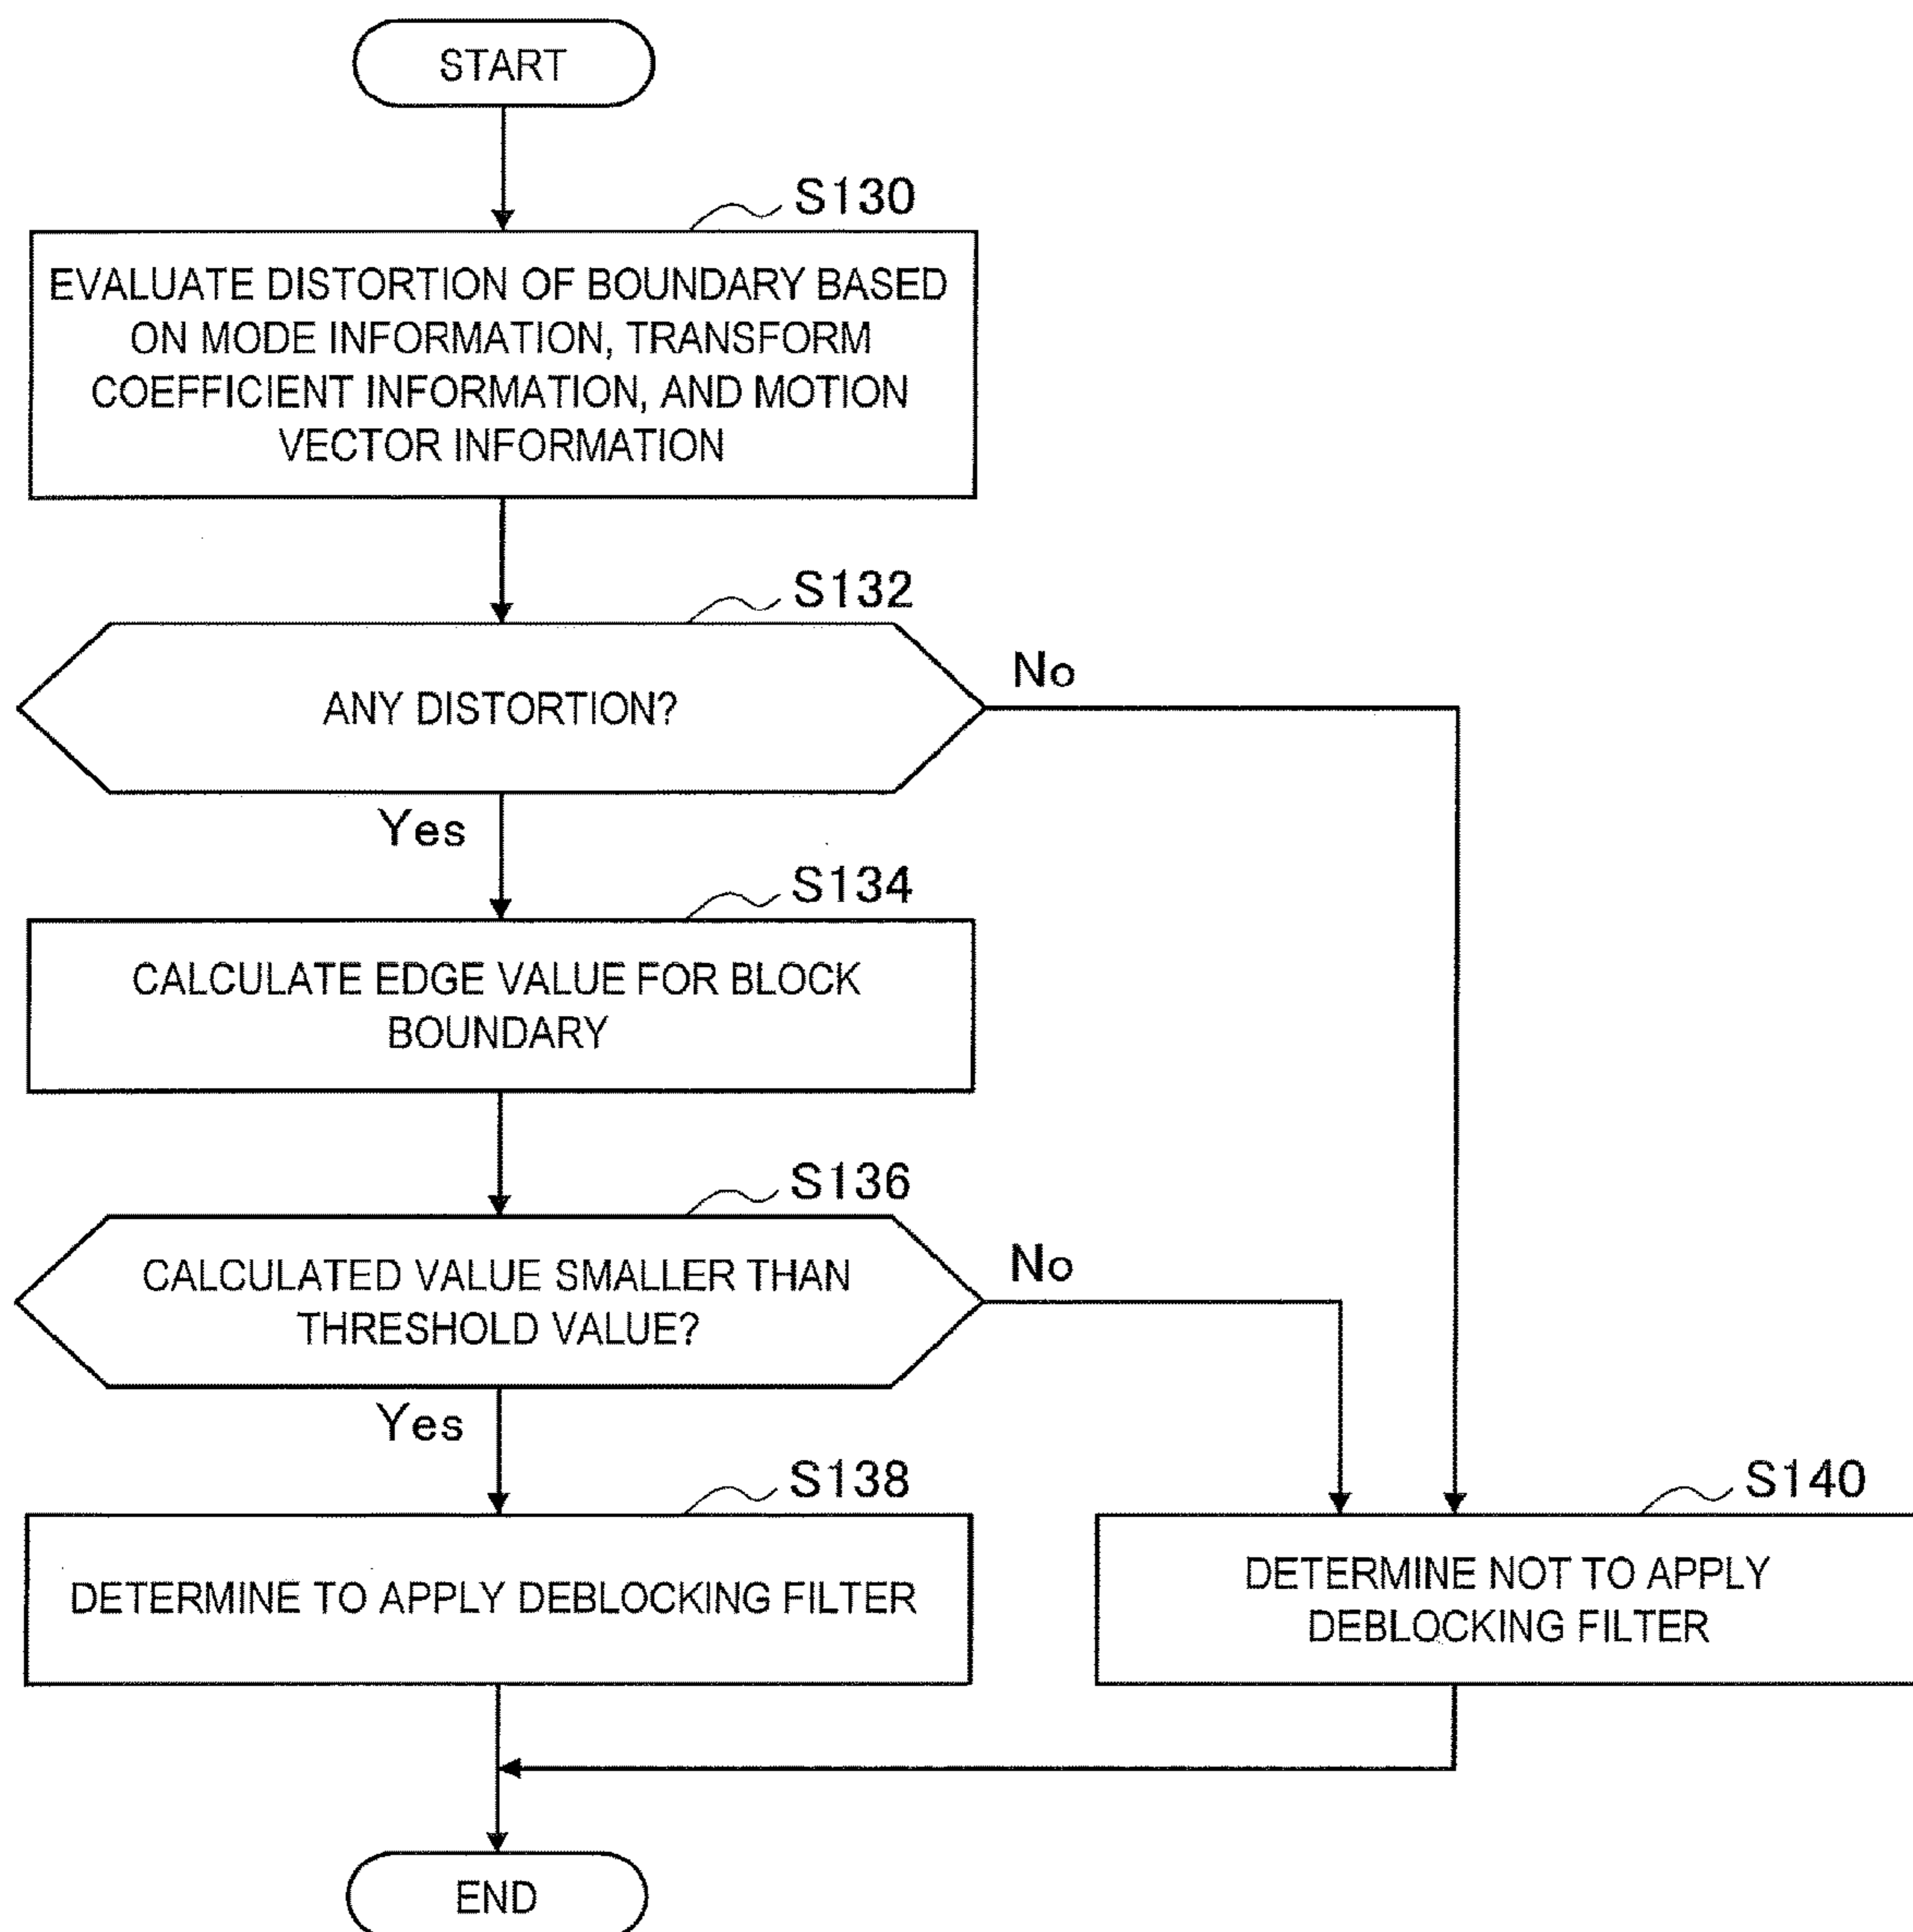 START
S130
EVALUATE DISTORTION OF BOUNDARY BASED
ON MODE INFORMATION, TRANSFORM
COEFFICIENT INFORMATION, AND MOTION
VECTOR INFORMATION
S132
ANY DISTORTION?
No
Yes
S134
CALCULATE EDGE VALUE FOR BLOCK
BOUNDARY
S136
CALCULATED VALUE SMALLER THAN
THRESHOLD VALUE?
No
Yes
S138
DETERMINE TO APPLY DEBLOCKING FILTER
S140
DETERMINE NOT TO APPLY
DEBLOCKING FILTER
END